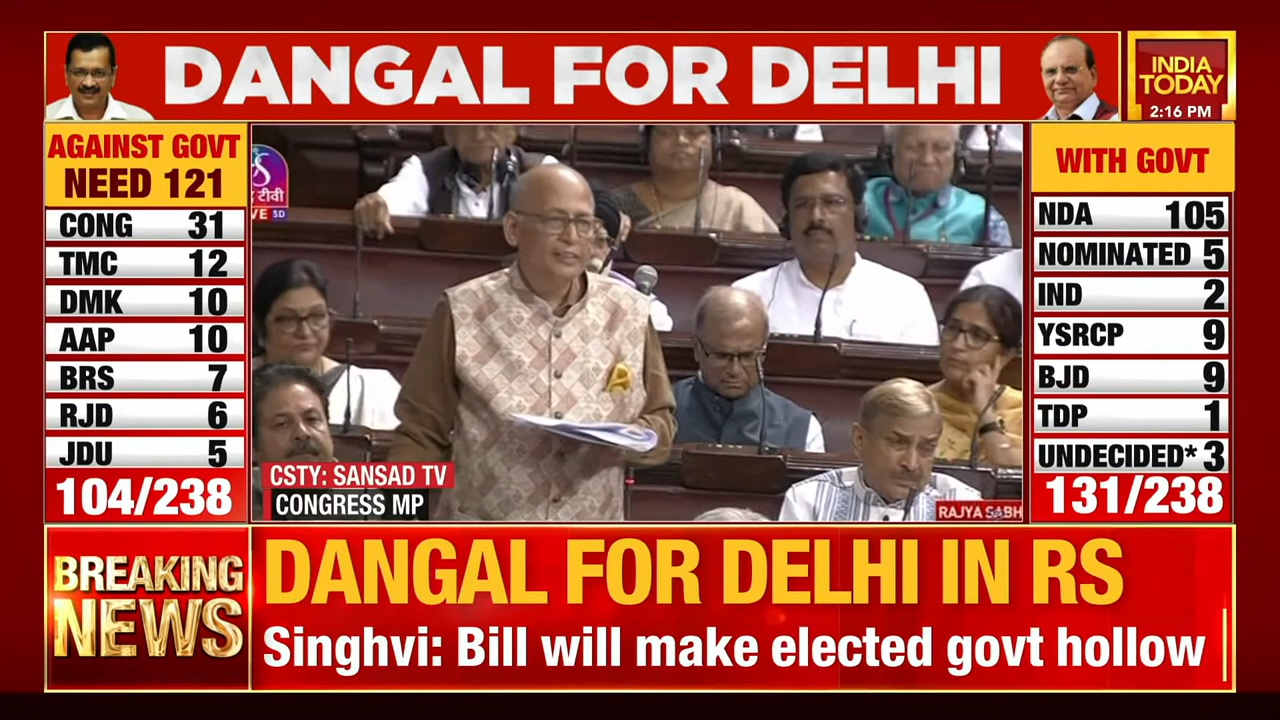 DANGAL FOR DELHI
INDIA
TODAY
2:16 PM
AGAINST GOVT
NEED 121
CONG 31
TMC 12
DMK 10
AAP 10
BRS 7
RJD 6
JDU 5
104/238
टीवी
VE SD
CSTY: SANSAD TV
CONGRESS MP
RAJYA SABH
WITH GOVT
NDA 105
NOMINATED 5
IND 2
YSRCP 9
BJD 9
TDP 1
UNDECIDED* 3
131/238
BREAKING
NEWS
DANGAL FOR DELHI IN RS
Singhvi: Bill will make elected govt hollow